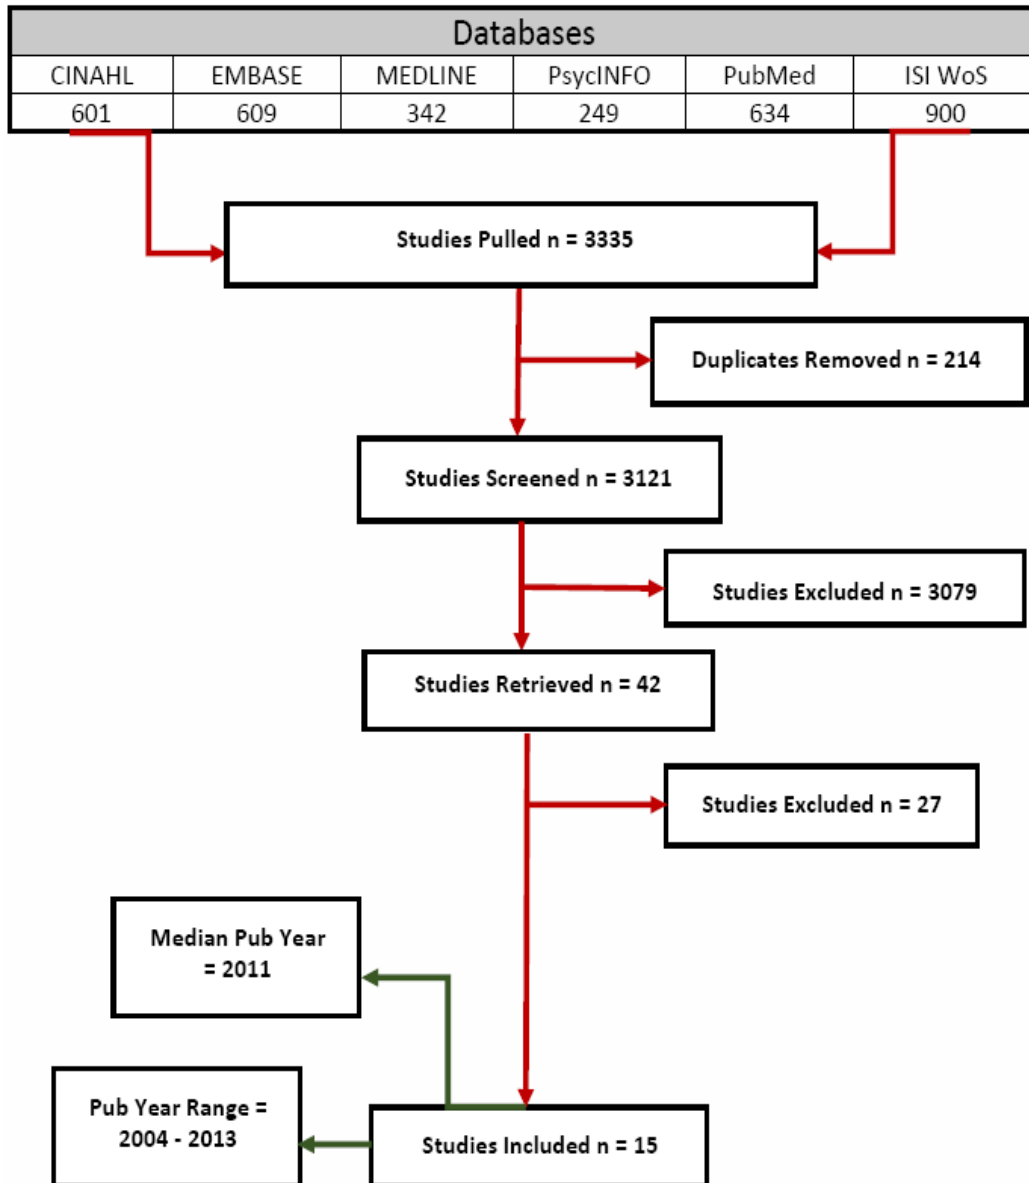 Databases
CINAHL EMBASE MEDLINE PsycINFO PubMed ISI WoS
601 609 342 249 634 900
Studies Pulled n = 3335
Duplicates Removed n = 214
Studies Screened n = 3121
Studies Excluded n = 3079
Studies Retrieved n = 42
Studies Excluded n = 27
Median Pub Year
= 2011
Pub Year Range =
2004 - 2013
Studies Included n = 15